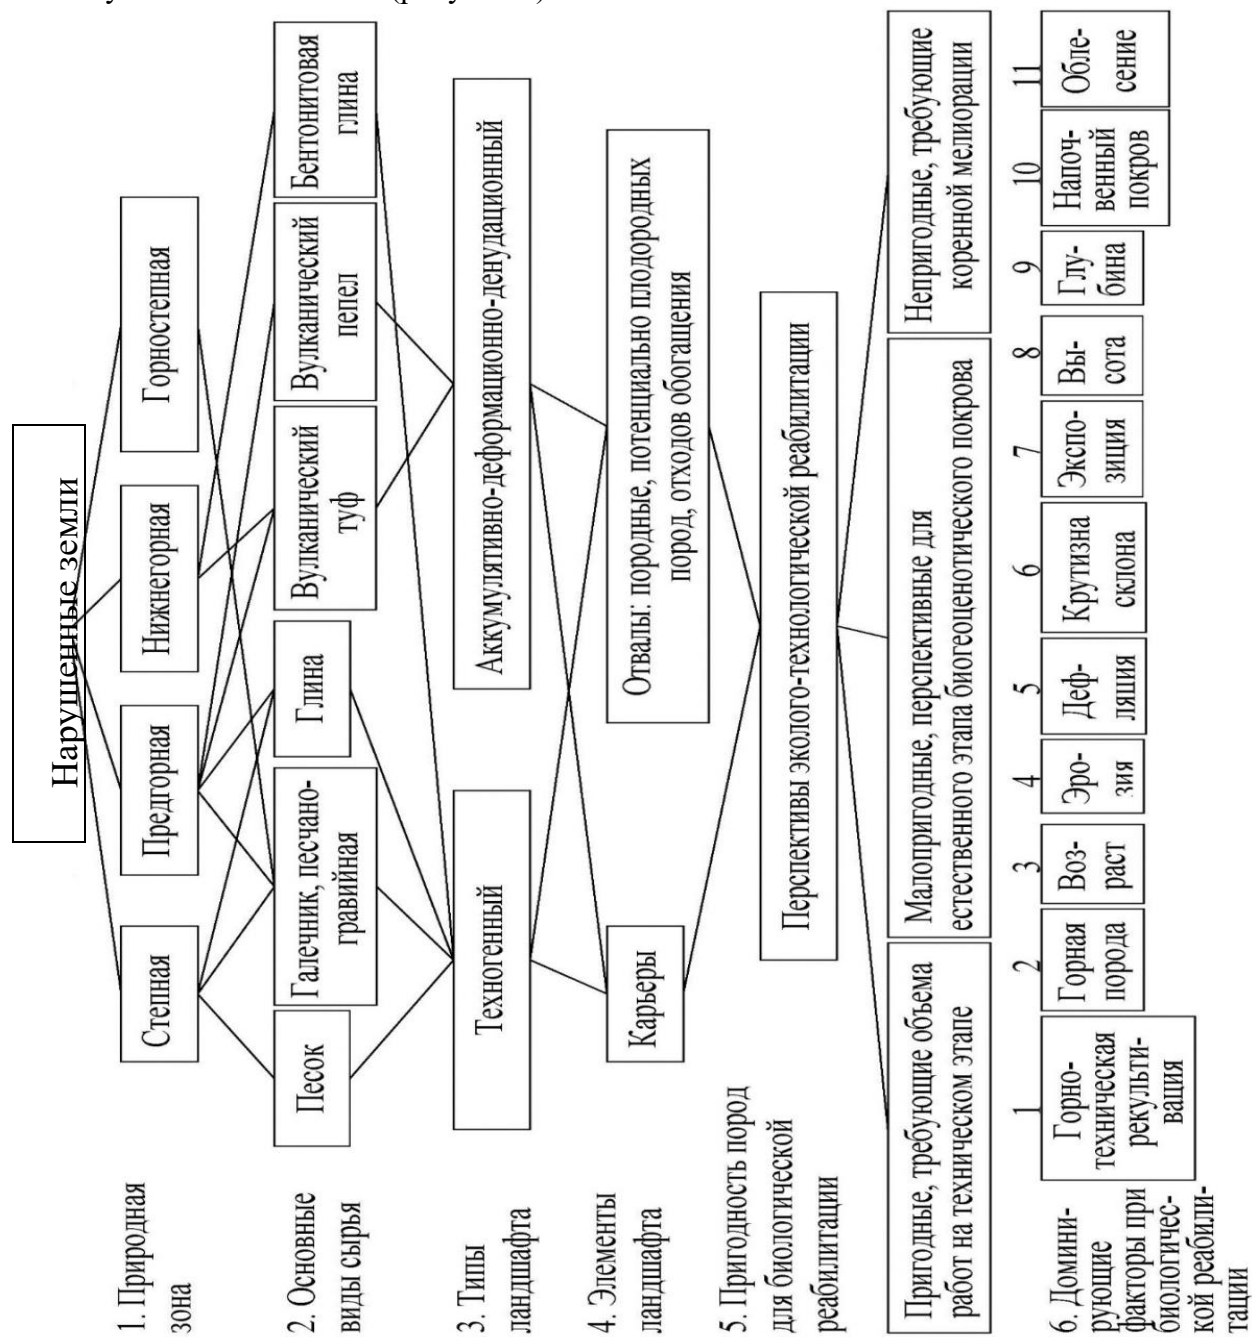 Нарушенные земли
1. Природная
зона
Степная
Предгорная
Нижнегорная
Горностепная
2. Основные
виды сырья
Песок
Галечник, песчано-
гравийная
Глина
Вулканический
туф
Вулканический
пепел
Бентонитовая
глина
3. Типы
ландшафта
Техногенный
Аккумулятивно-деформационно-денудационный
4. Элементы
ландшафта
Карьеры
Отвалы: породные, потенциально плодородных
пород, отходов обогащения
5. Пригодность пород
для биологической
реабилитации
Перспективы эколого-технологической реабилитации
Пригодные, требующие объема
работ на техническом этапе
Малопригодные, перспективные для
естественного этапа биогеоценотического покрова
Непригодные, требующие
коренной мелиорации
6. Домини-
рующие
факторы при
биологичес-
кой реабили-
тации
1
Горно-
техническая
рекульти-
вация
2
Горная
порода
3
Воз-
раст
4
Эро-
зия
5
Деф-
ляция
6
Крутизна
склона
7
Экспо-
зиция
8
Вы-
сота
9
Глу-
бина
10
Напоч-
венный
покров
11
Обле-
сение